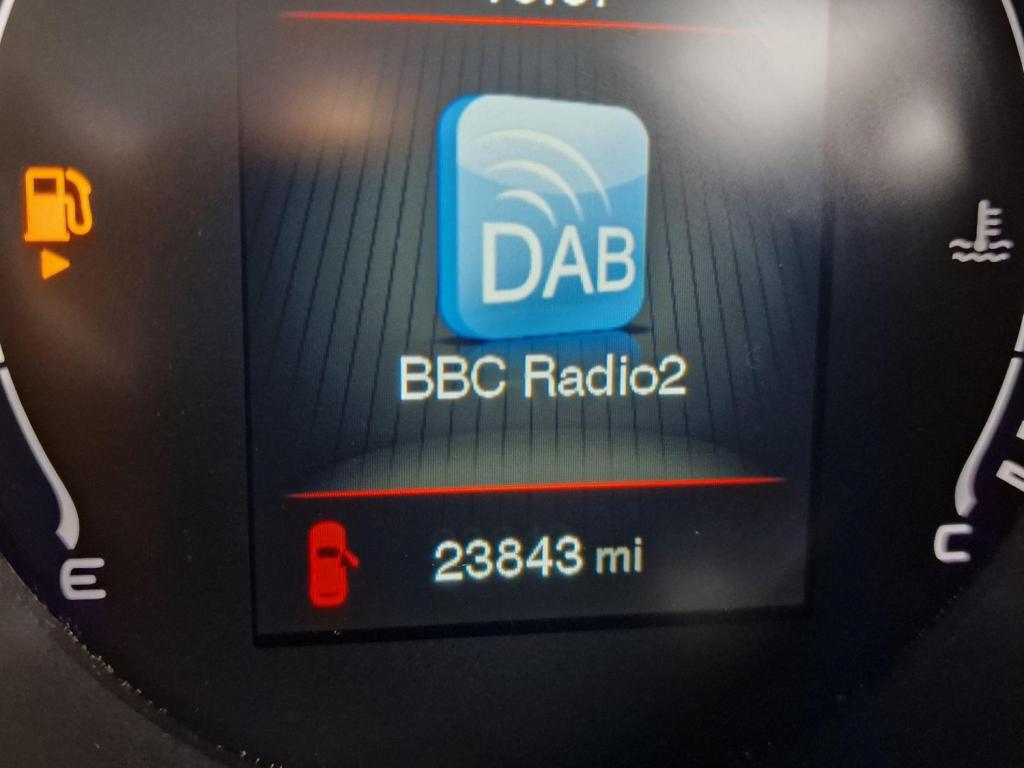 DAB
BBC Radio2
23843 mi
E
C